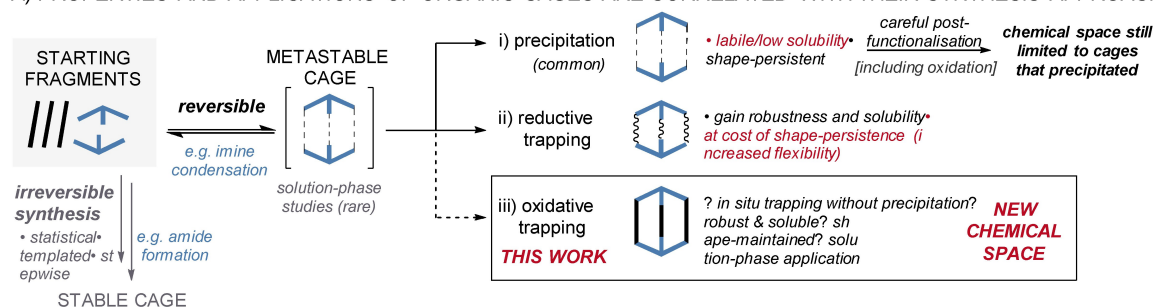 STARTING
FRAGMENTS
reversible
e.g. imine
condensation
METASTABLE
CAGE
solution-phase
studies (rare)
irreversible
synthesis
• statistical•
templated• st
epwise
e.g. amide
formation
STABLE CAGE
i) precipitation
(common)
• labile/low solubility•
shape-persistent
careful post-
functionalisation
[including oxidation]
chemical space still
limited to cages
that precipitated
ii) reductive
trapping
• gain robustness and solubility•
at cost of shape-persistence (i
ncreased flexibility)
iii) oxidative
trapping
THIS WORK
? in situ trapping without precipitation?
robust & soluble? sh
ape-maintained? solu
tion-phase application
NEW
CHEMICAL
SPACE